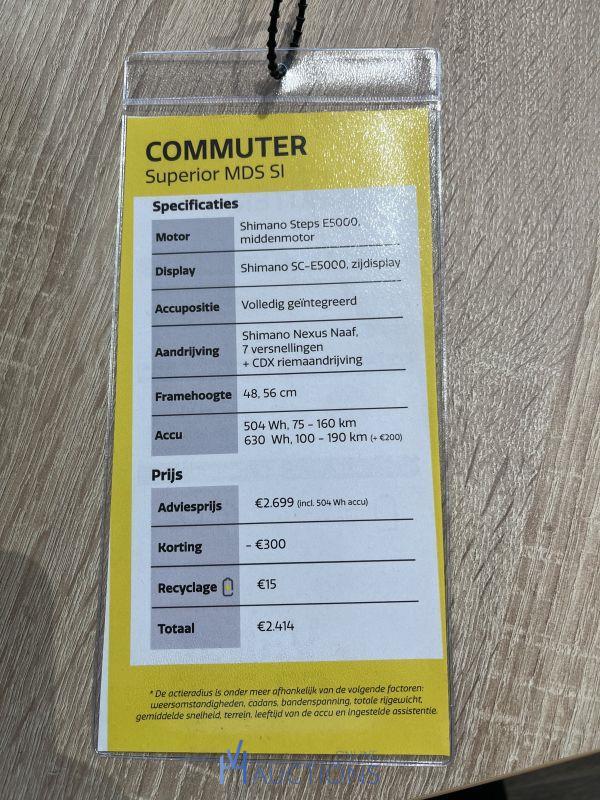 COMMUTER
Superior MDS SI
Specificaties
Motor Shimano Steps E5000,
middenmotor
Display Shimano SC-E5000, zijdisplay
Accupositie Volledig geïntegreerd
Aandrijving Shimano Nexus Naaf,
7 versnellingen
+ CDX riemaandrijving
Framehoogte 48, 56 cm
Accu 504 Wh, 75 - 160 km
630 Wh, 100 - 190 km (+ €200)
Prijs
Adviesprijs €2.699 (incl. 504 Wh accu)
Korting - €300
Recyclage €15
Totaal €2.414
* De actieradius is onder meer afhankelijk van de volgende factoren:
weersomstandigheden, cadans, bandenspanning, totale rijgewicht,
gemiddelde snelheid, terrein, leeftijd van de accu en ingestelde assistentie.
ONLINE
AUCTIONS